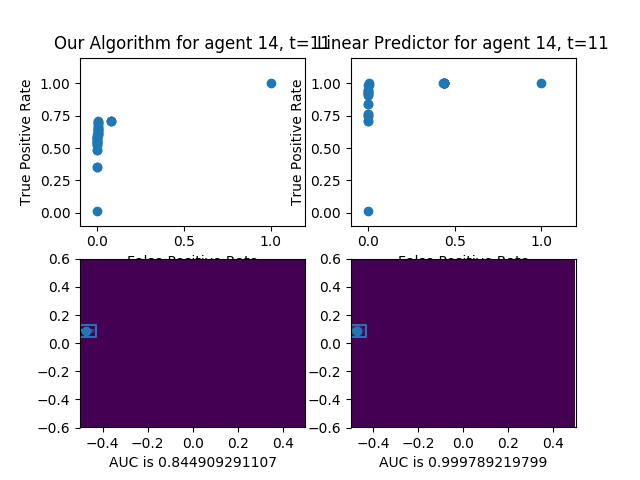 Our Algorithm for agent 14, t=11
Linear Predictor for agent 14, t=11
True Positive Rate
1.00
0.75
0.50
0.25
0.00
0.0 0.5 1.0
False Positive Rate
True Positive Rate
1.00
0.75
0.50
0.25
0.00
0.0 0.5 1.0
False Positive Rate
0.6
0.4
0.2
0.0
−0.2
−0.4
−0.6
−0.4 −0.2 0.0 0.2 0.4
AUC is 0.844909291107
0.6
0.4
0.2
0.0
−0.2
−0.4
−0.6
−0.4 −0.2 0.0 0.2 0.4
AUC is 0.999789219799